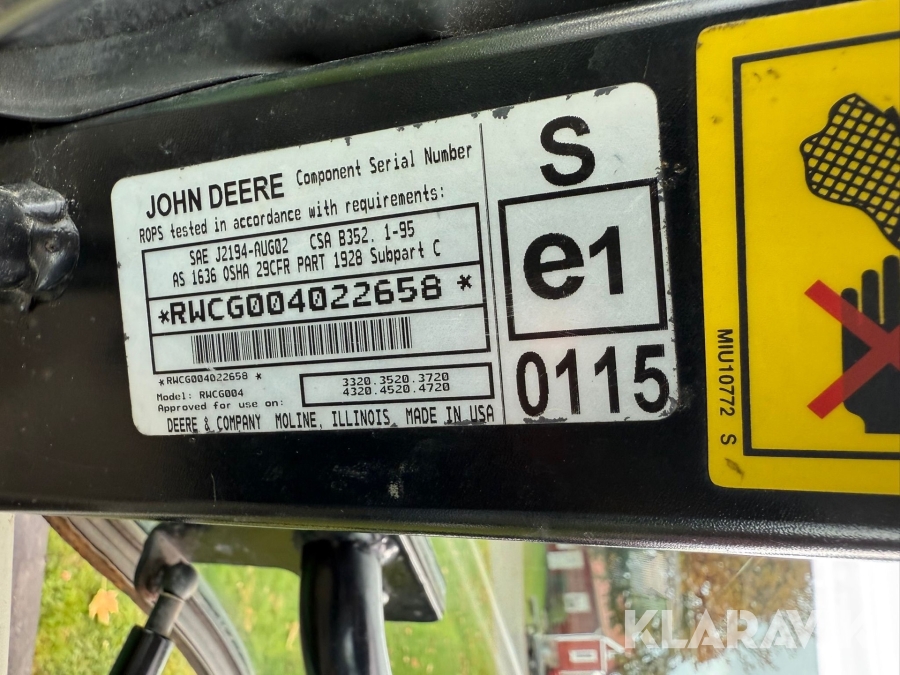 JOHN DEERE Component Serial Number
ROPS tested in accordance with requirements:
SAE J2194-AUG02 CSA B352. 1-95
AS 1636 OSHA 29CFR PART 1928 Subpart C
*RWCG004022658 *
*RWCG004022658 *
Model: RWCG004
Approved for use on:
3320.3520.3720
4320.4520.4720
DEERE & COMPANY MOLINE, ILLINOIS MADE IN USA
S
e1
0115
MIU10772 S
KLARAV